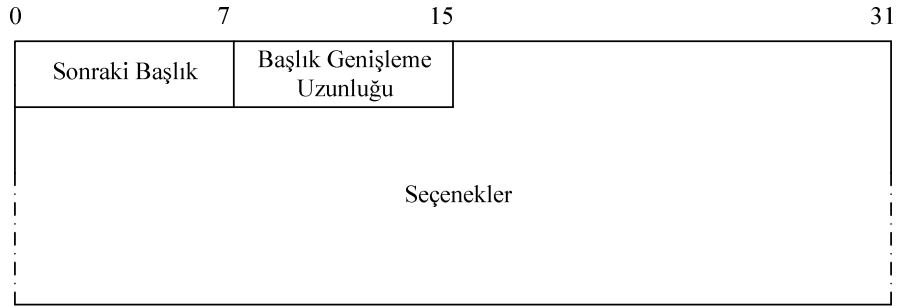 0 7 15 31
Sonraki Başlık
Başlık Genişleme
Uzunluğu
Seçenekler